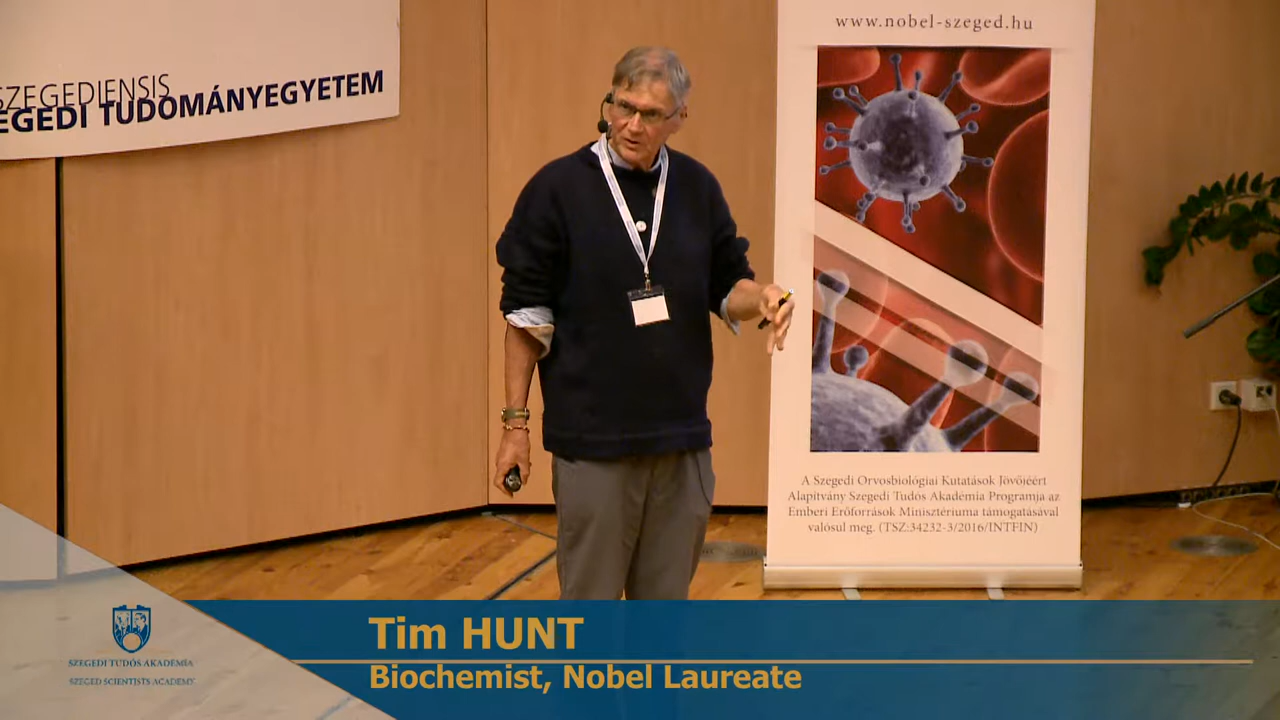 www.nobel-szeged.hu
SZEGEDIENSIS
EGEDI TUDOMÁNYEGYETEM
A Szegedi Orvosbiológiai Kutatások Jövőjéért
Alapítvány Szegedi Tudós Akadémia Programja az
Emberi Erőforrások Minisztériuma támogatásával
valósul meg. (TSZ:34232-3/2016/INTFIN)
Tim HUNT
Biochemist, Nobel Laureate
SZEGEDI TUDÓS AKADÉMIA
SZEGED SCIENTISTS ACADEMY